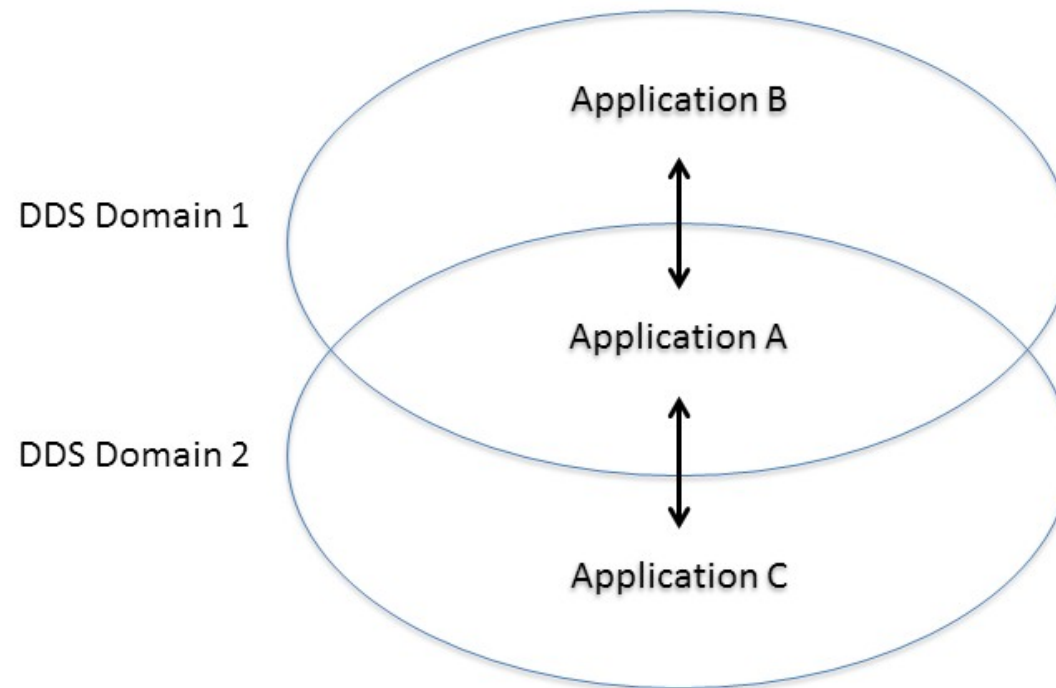 Application B
DDS Domain 1
Application A
DDS Domain 2
Application C